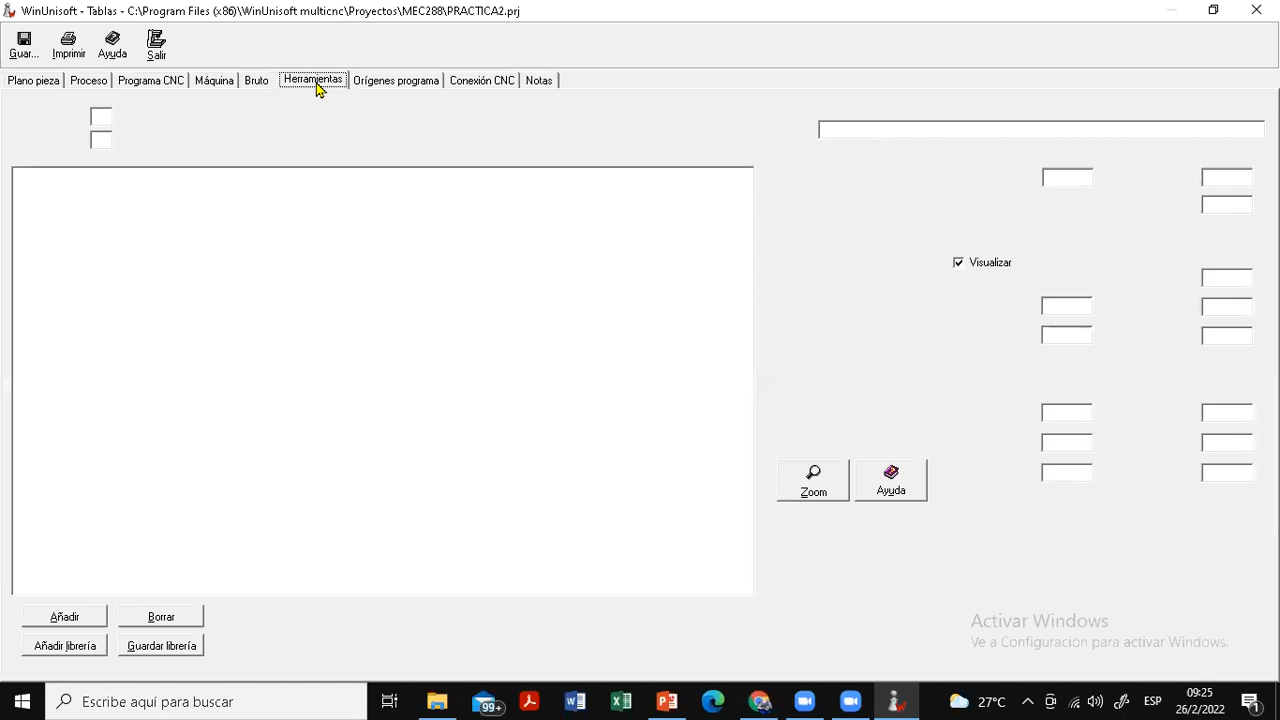 WinUnisoft - Tablas - C:\Program Files (x86)\WinUnisoft multicnc\Proyectos\MEC288\PRACTICA2.prj
Guar... Imprimir Ayuda Salir
Plano pieza Proceso Programa CNC Máquina Bruto Herramientas Orígenes programa Conexión CNC Notas
Visualizar
Zoom Ayuda
Añadir Borrar
Añadir librería Guardar librería
Activar Windows
Ve a Configuración para activar Windows.
Escribe aquí para buscar
99+
27°C
ESP
09:25
26/2/2022
1